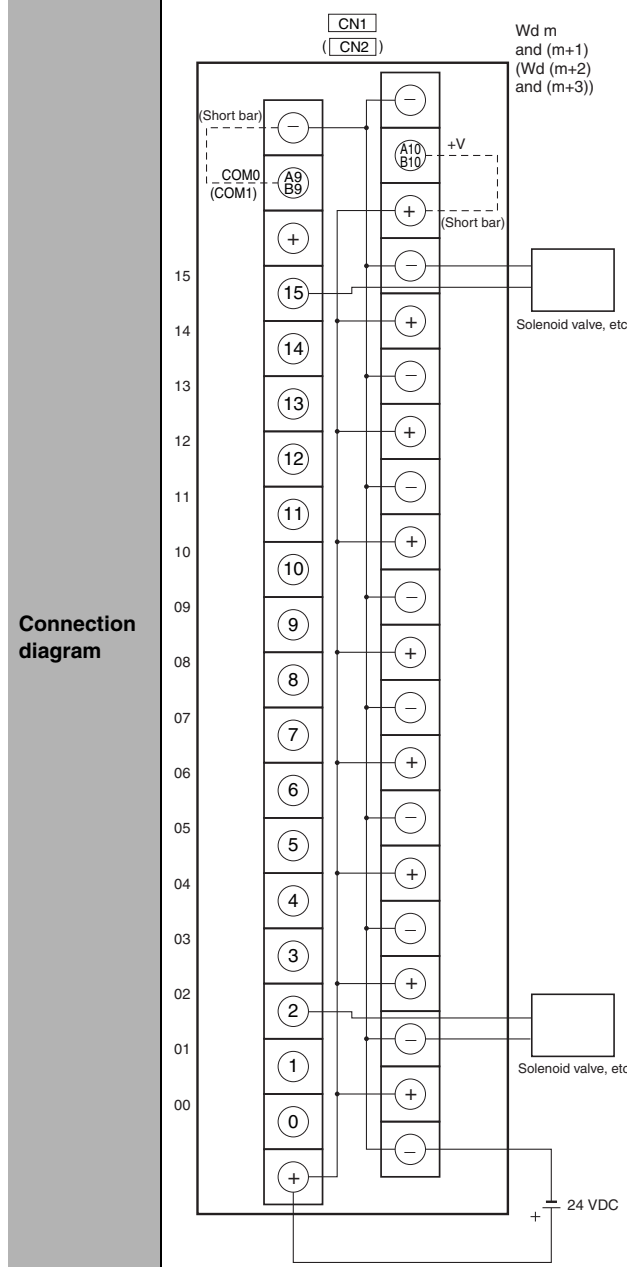 CN1
( CN2 )
Wd m
and (m+1)
(Wd (m+2)
and (m+3))
(Short bar)
−
−
COM0
(COM1)
A9
B9
A10
B10
+V
+
+
(Short bar)
15
15
−
Solenoid valve, etc
14
14
+
13
13
−
12
12
+
11
11
−
10
10
+
09
9
−
08
8
+
07
7
−
06
6
+
05
5
−
04
4
+
03
3
−
02
2
+
01
1
−
Solenoid valve, etc
00
0
+
+
−
+
24 VDC
Connection
diagram